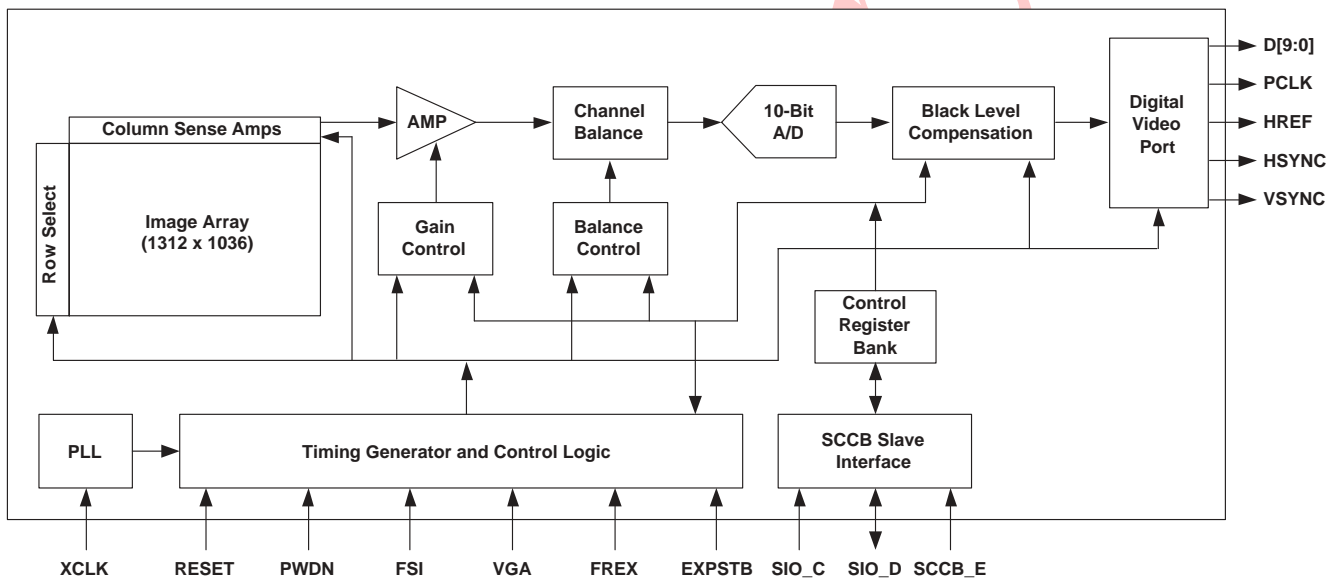 D[9:0]
PCLK
HREF
HSYNC
VSYNC
Column Sense Amps
Row Select
Image Array
(1312 x 1036)
AMP
Channel
Balance
10-Bit
A/D
Black Level
Compensation
Digital
Video
Port
Gain
Control
Balance
Control
Control
Register
Bank
PLL
Timing Generator and Control Logic
SCCB Slave
Interface
XCLK
RESET
PWDN
FSI
VGA
FREX
EXPSTB
SIO_C
SIO_D
SCCB_E